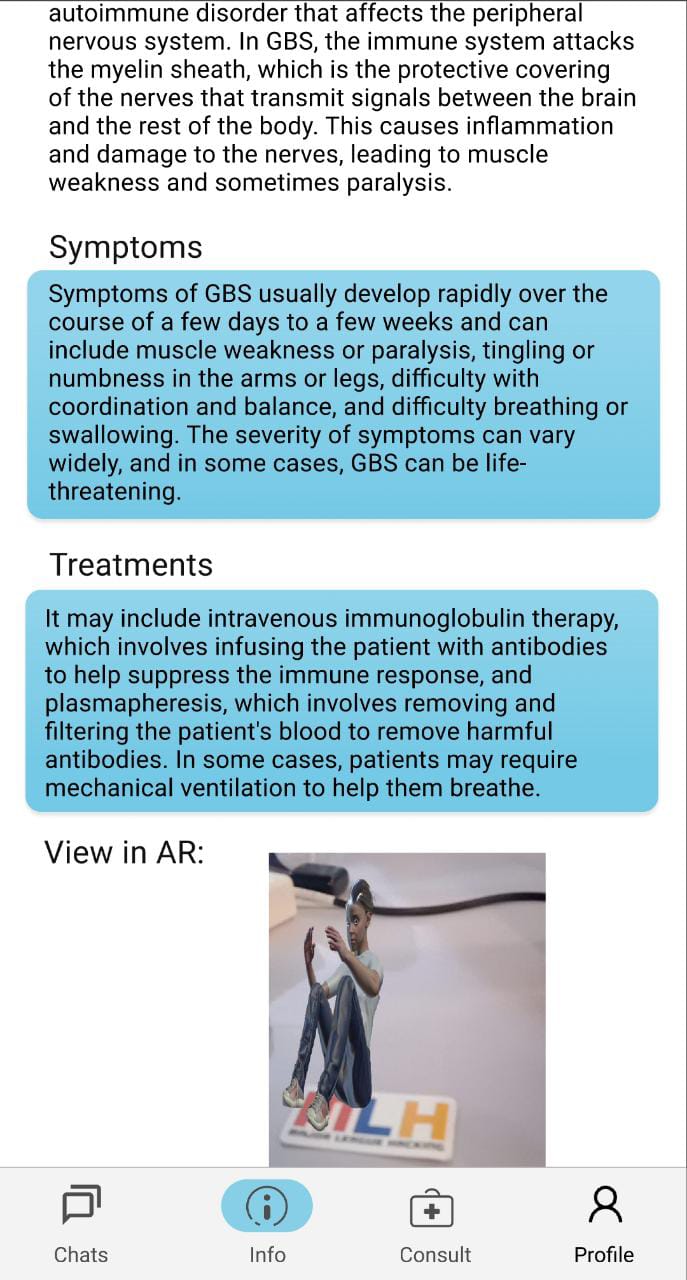 autoimmune disorder that affects the peripheral
nervous system. In GBS, the immune system attacks
the myelin sheath, which is the protective covering
of the nerves that transmit signals between the brain
and the rest of the body. This causes inflammation
and damage to the nerves, leading to muscle
weakness and sometimes paralysis.
Symptoms
Symptoms of GBS usually develop rapidly over the
course of a few days to a few weeks and can
include muscle weakness or paralysis, tingling or
numbness in the arms or legs, difficulty with
coordination and balance, and difficulty breathing or
swallowing. The severity of symptoms can vary
widely, and in some cases, GBS can be life-
threatening.
Treatments
It may include intravenous immunoglobulin therapy,
which involves infusing the patient with antibodies
to help suppress the immune response, and
plasmapheresis, which involves removing and
filtering the patient's blood to remove harmful
antibodies. In some cases, patients may require
mechanical ventilation to help them breathe.
View in AR:
MLH
MAJOR LEAGUE HACKING
Chats
Info
Consult
Profile